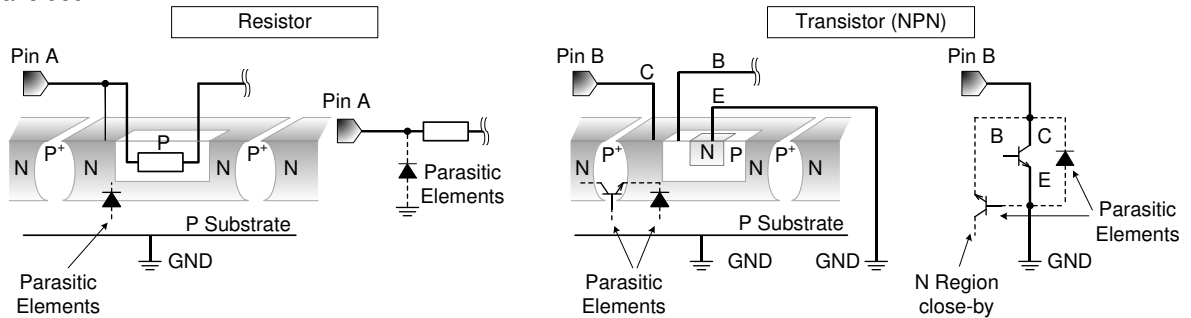 Resistor
Transistor (NPN)
Pin A
Pin A
P
N
P+
N
P+
N
N
Parasitic
Elements
P Substrate
GND
Parasitic
Elements
Pin B
C
B
E
N
P+
N
N
P
P+
N
N
P Substrate
GND
GND
Parasitic
Elements
Pin B
B
C
E
Parasitic
Elements
GND
N Region
close-by